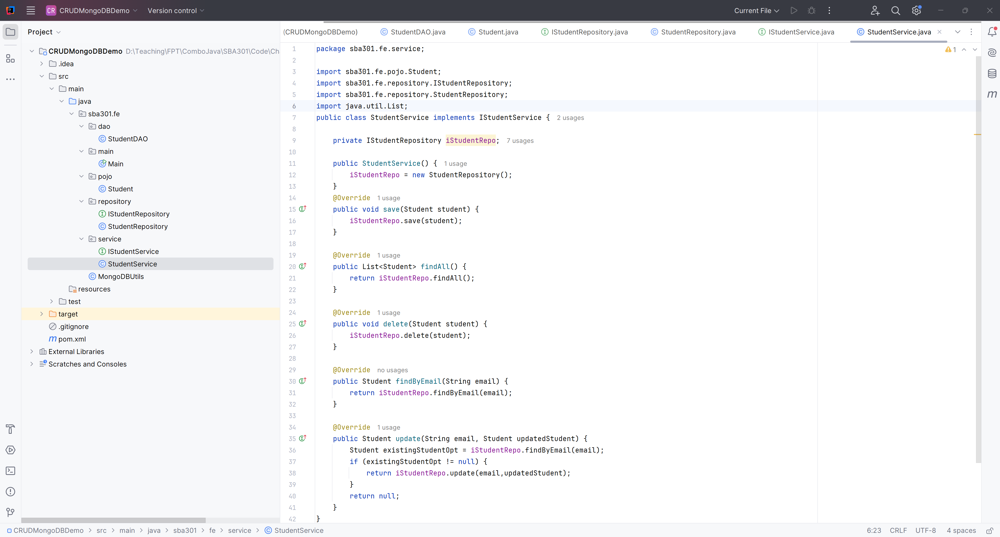 CR CRUDMongoDBDemo Version control Current File
Project
CRUDMongoDBDemo D:\Teaching\FPT\ComboJava\SBA301\Code\Ch
.idea
src
main
java
sba301.fe
dao
StudentDAO
main
Main
pojo
Student
repository
IStudentRepository
StudentRepository
service
IStudentService
StudentService
MongoDBUtils
resources
test
target
.gitignore
pom.xml
External Libraries
Scratches and Consoles
(CRUDMongoDBDemo) StudentDAO.java Student.java IStudentRepository.java StudentRepository.java IStudentService.java StudentService.java
1 package sba301.fe.service; 1
2
3 import sba301.fe.pojo.Student;
4 import sba301.fe.repository.IStudentRepository;
5 import sba301.fe.repository.StudentRepository;
6 import java.util.List;
7 public class StudentService implements IStudentService { 2 usages
8
9 private IStudentRepository iStudentRepo; 7 usages
10
11 public StudentService() { 1 usage
12 iStudentRepo = new StudentRepository();
13 }
14 @Override 1 usage
15 public void save(Student student) {
16 iStudentRepo.save(student);
17 }
18
19 @Override 1 usage
20 public List<Student> findAll() {
21 return iStudentRepo.findAll();
22 }
23
24 @Override 1 usage
25 public void delete(Student student) {
26 iStudentRepo.delete(student);
27 }
28
29 @Override no usages
30 public Student findByEmail(String email) {
31 return iStudentRepo.findByEmail(email);
32 }
33
34 @Override 1 usage
35 public Student update(String email, Student updatedStudent) {
36 Student existingStudentOpt = iStudentRepo.findByEmail(email);
37 if (existingStudentOpt != null) {
38 return iStudentRepo.update(email,updatedStudent);
39 }
40 return null;
41 }
42 }
CRUDMongoDBDemo > src > main > java > sba301 > fe > service > StudentService 6:23 CRLF UTF-8 4 spaces